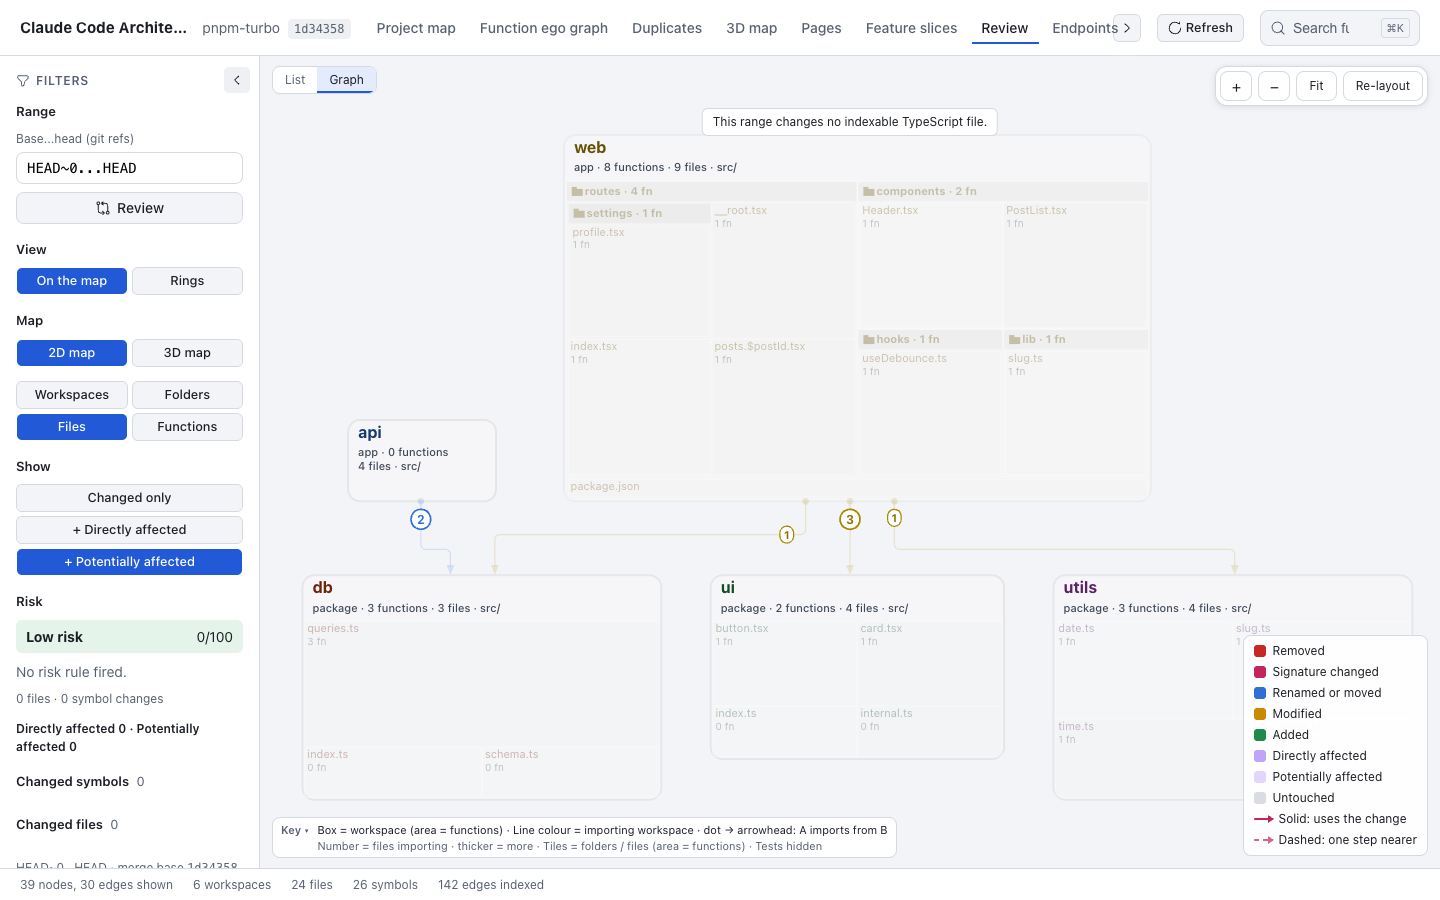 Claude Code Archite...
pnpm-turbo 1d34358
Project map
Function ego graph
Duplicates
3D map
Pages
Feature slices
Review
Endpoints
Refresh
⌘K
FILTERS
Range
Base...head (git refs)
HEAD~0...HEAD
Review
View
On the map
Rings
Map
2D map
3D map
Workspaces
Folders
Files
Functions
Show
Changed only
+ Directly affected
+ Potentially affected
Risk
Low risk 0/100
No risk rule fired.
0 files · 0 symbol changes
Directly affected 0 · Potentially
affected 0
Changed symbols 0
Changed files 0
List
Graph
+
−
Fit
Re-layout
This range changes no indexable TypeScript file.
web
app · 8 functions · 9 files · src/
routes · 4 fn
components · 2 fn
settings · 1 fn
__root.tsx
1 fn
Header.tsx
1 fn
PostList.tsx
1 fn
profile.tsx
1 fn
hooks · 1 fn
lib · 1 fn
index.tsx
1 fn
posts.$postId.tsx
1 fn
useDebounce.ts
1 fn
slug.ts
1 fn
package.json
api
app · 0 functions
4 files · src/
2
1
3
1
db
package · 3 functions · 3 files · src/
queries.ts
3 fn
index.ts
0 fn
schema.ts
0 fn
ui
package · 2 functions · 4 files · src/
button.tsx
1 fn
card.tsx
1 fn
index.ts
0 fn
internal.ts
0 fn
utils
package · 3 functions · 4 files · src/
date.ts
1 fn
slug.ts
1
time.ts
1 fn
Removed
Signature changed
Renamed or moved
Modified
Added
Directly affected
Potentially affected
Untouched
Solid: uses the change
Dashed: one step nearer
Key · Box = workspace (area = functions) · Line colour = importing workspace · dot → arrowhead: A imports from B
Number = files importing · thicker = more · Tiles = folders / files (area = functions) · Tests hidden
39 nodes, 30 edges shown
6 workspaces
24 files
26 symbols
142 edges indexed